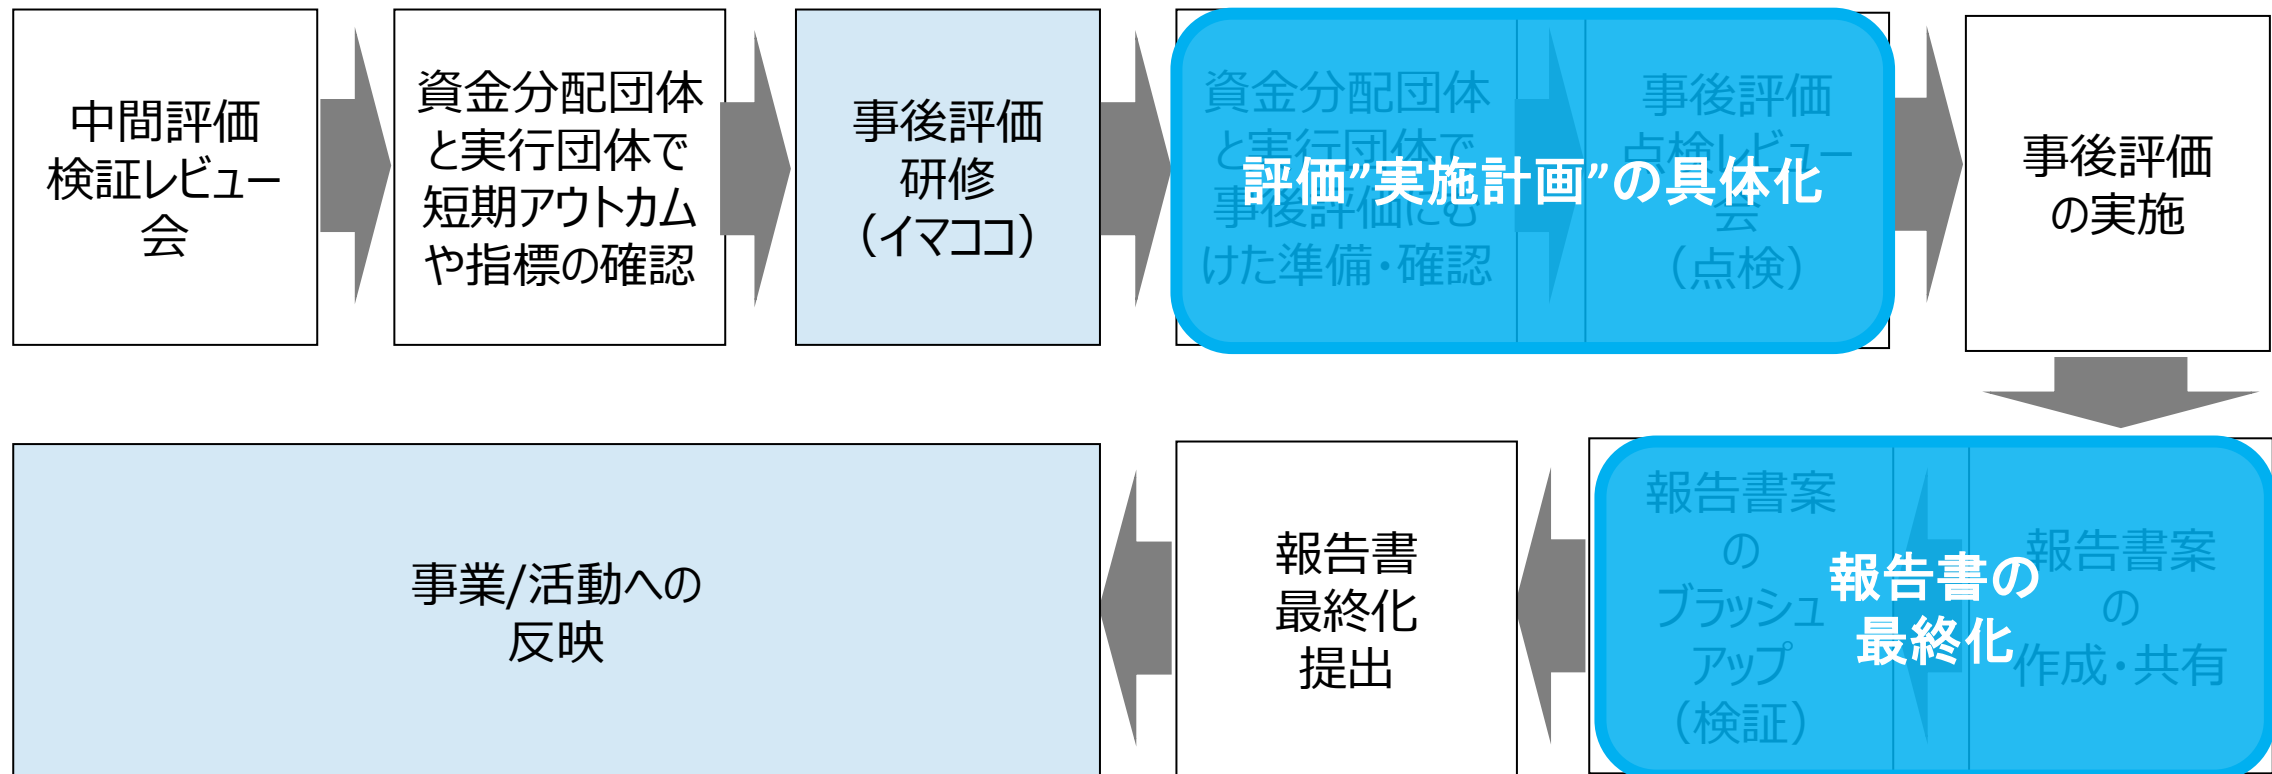 中間評価
検証レビュー
会
資金分配団体
と実行団体で
短期アウトカム
や指標の確認
事後評価
研修
（イマココ）
資金分配団体
と実行団体で
事後評価にむ
けた準備・確認
事後評価
点検レビュー
会
（点検）
評価”実施計画”の具体化
事後評価
の実施
報告書案
の
作成・共有
報告書案
の
ブラッシュ
アップ
（検証）
報告書の
最終化
報告書
最終化
提出
事業/活動への
反映